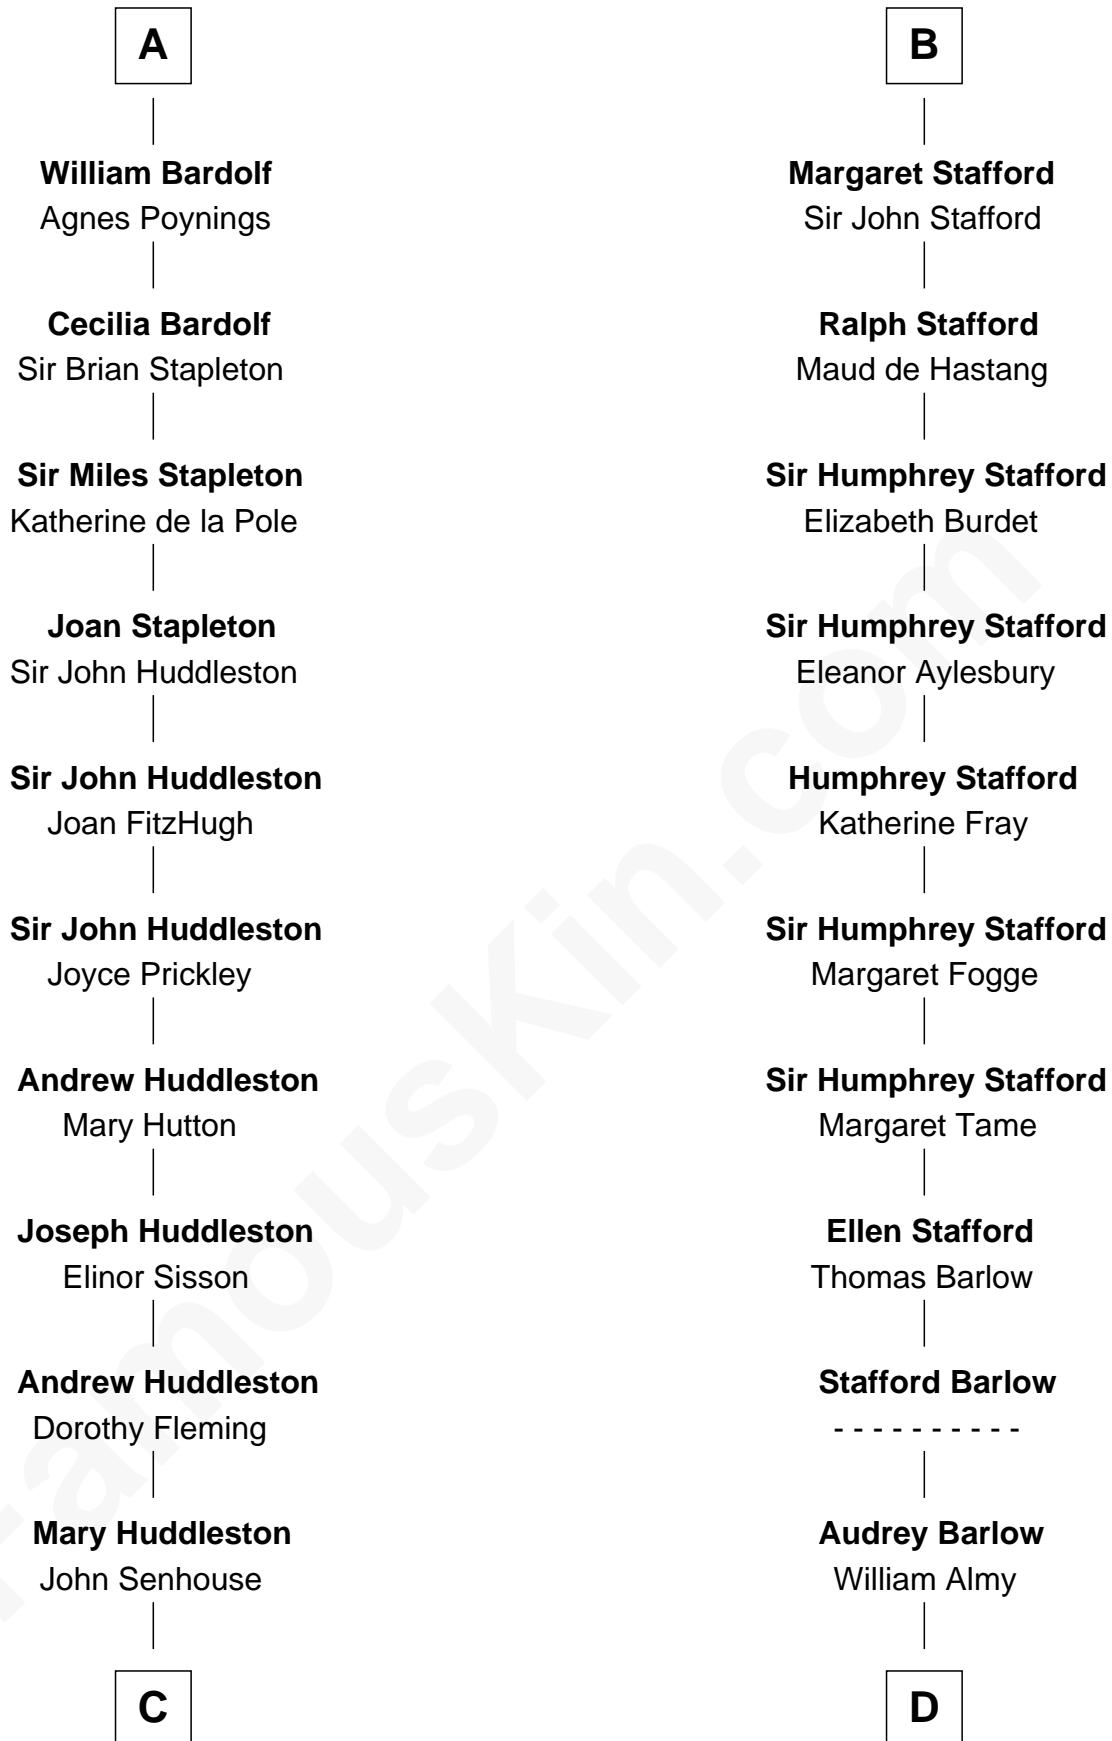 A
William Bardolf
Agnes Poynings
Cecilia Bardolf
Sir Brian Stapleton
Sir Miles Stapleton
Katherine de la Pole
Joan Stapleton
Sir John Huddleston
Sir John Huddleston
Joan FitzHugh
Sir John Huddleston
Joyce Prickley
Andrew Huddleston
Mary Hutton
Joseph Huddleston
Elinor Sisson
Andrew Huddleston
Dorothy Fleming
Mary Huddleston
John Senhouse
C
B
Margaret Stafford
Sir John Stafford
Ralph Stafford
Maud de Hastang
Sir Humphrey Stafford
Elizabeth Burdet
Sir Humphrey Stafford
Eleanor Aylesbury
Humphrey Stafford
Katherine Fray
Sir Humphrey Stafford
Margaret Fogge
Sir Humphrey Stafford
Margaret Tame
Ellen Stafford
Thomas Barlow
Stafford Barlow
- - - - - - - - - -
Audrey Barlow
William Almy
D
FamousKin.com